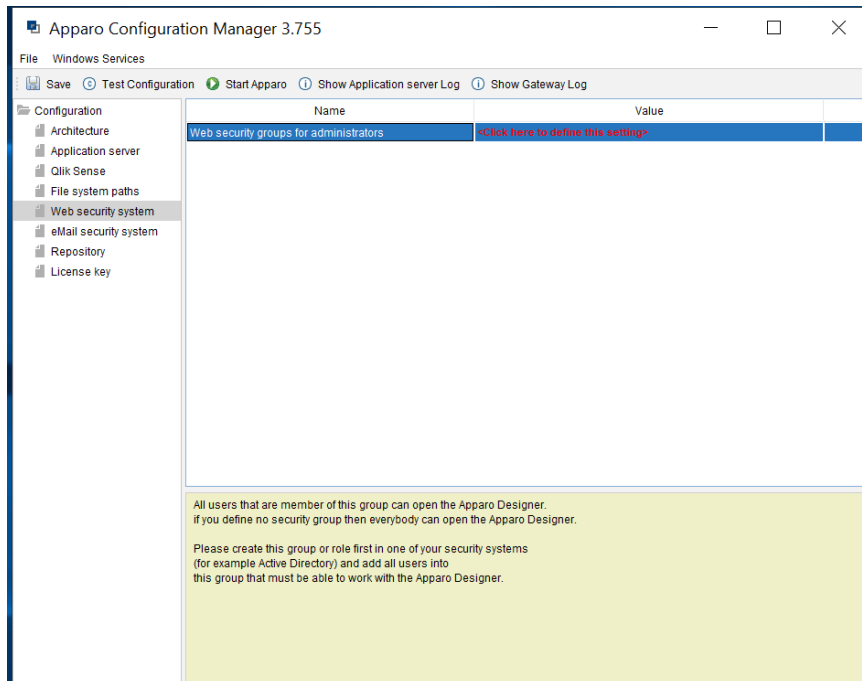 Apparo Configuration Manager 3.755
File Windows Services
Save Test Configuration Start Apparo Show Application server Log Show Gateway Log
Configuration
Architecture
Application server
Qlik Sense
File system paths
Web security system
eMail security system
Repository
License key
Name Value
Web security groups for administrators <Click here to define this setting>
All users that are member of this group can open the Apparo Designer.
if you define no security group then everybody can open the Apparo Designer.
Please create this group or role first in one of your security systems
(for example Active Directory) and add all users into
this group that must be able to work with the Apparo Designer.